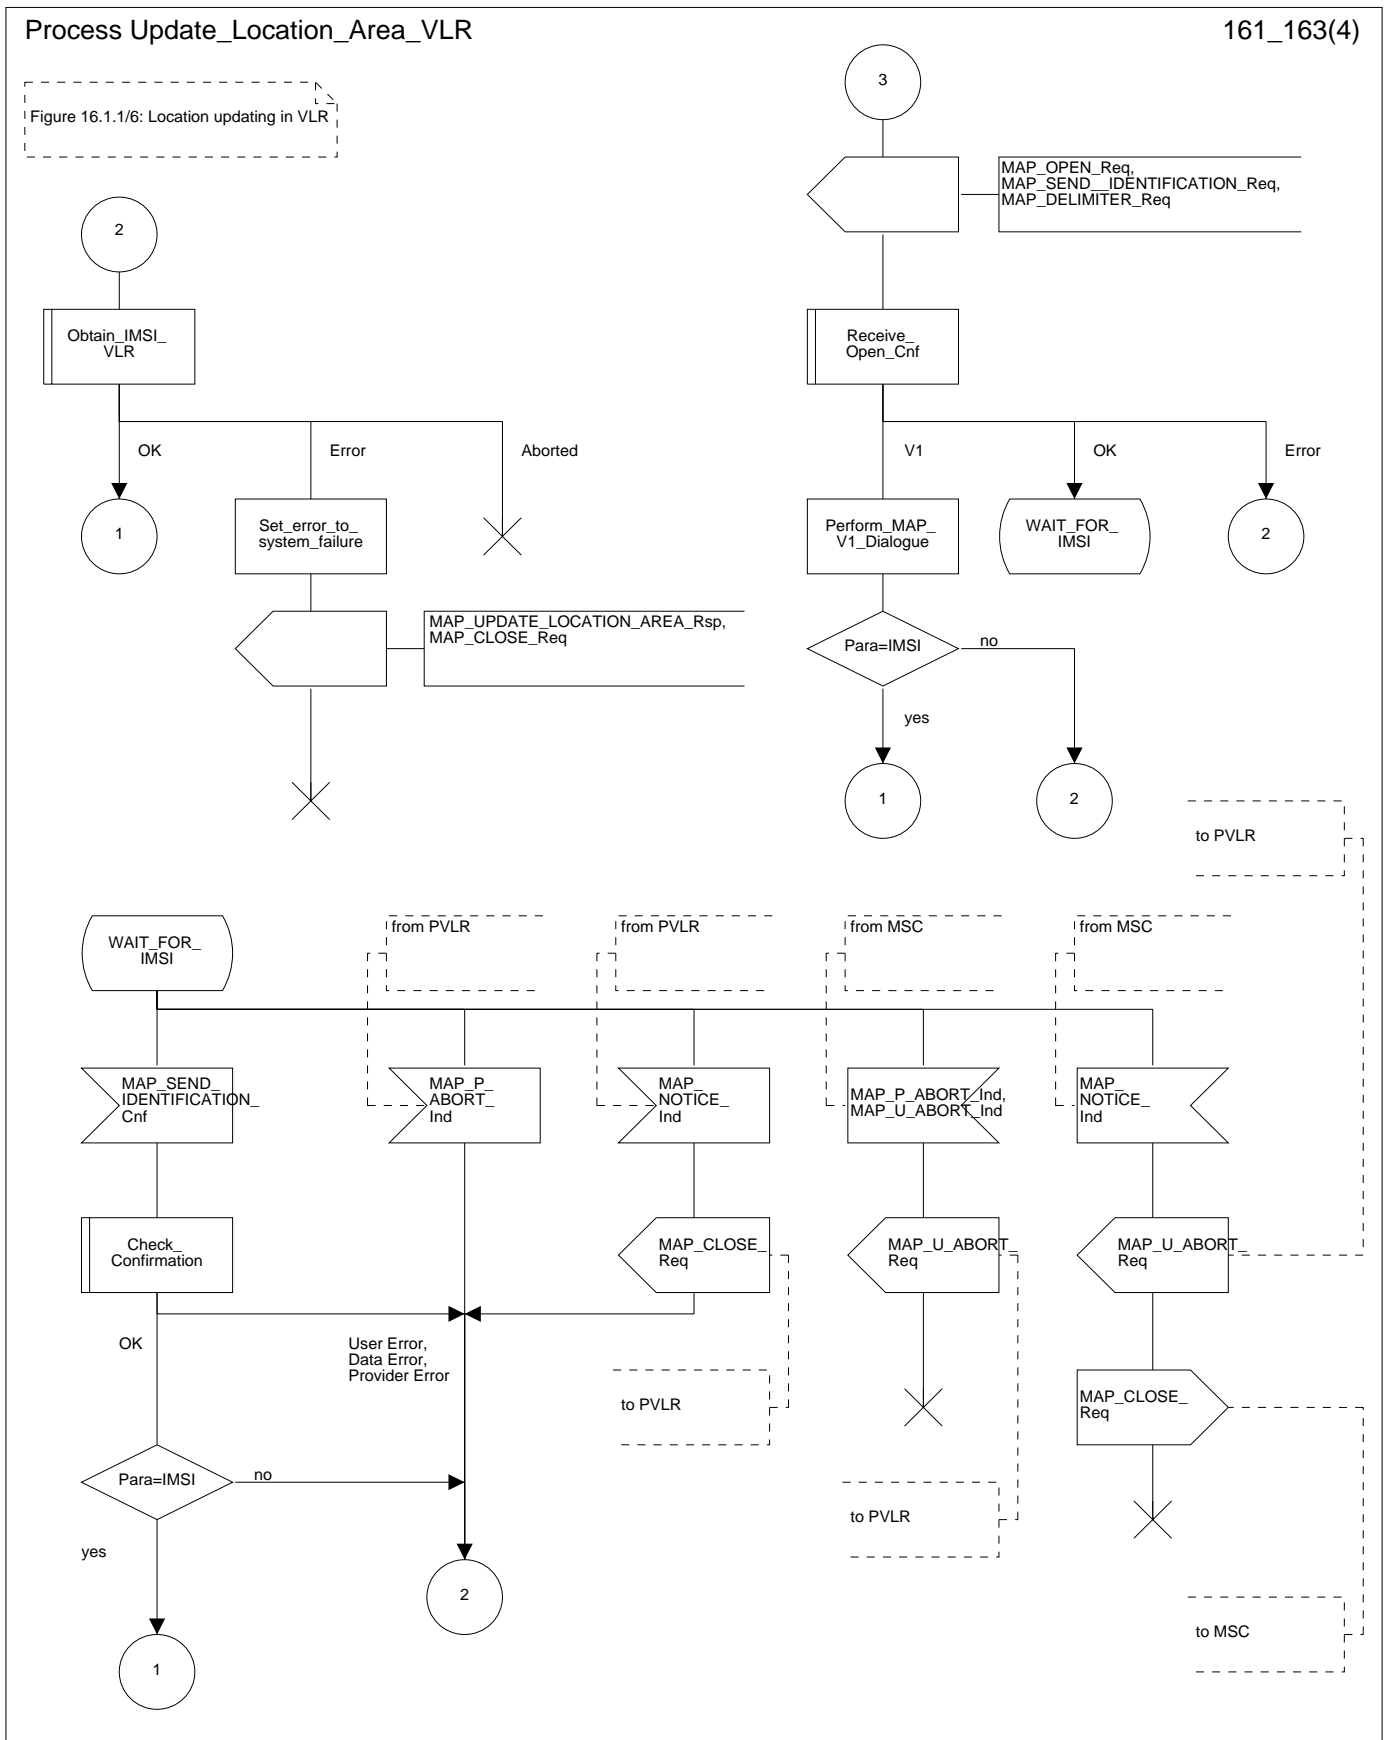 Process Update_Location_Area_VLR
161_163(4)
Figure 16.1.1/6: Location updating in VLR
3
MAP_OPEN_Req,
MAP_SEND__IDENTIFICATION_Req,
MAP_DELIMITER_Req
2
Obtain_IMSI_
VLR
Receive_
Open_Cnf
OK
Error
Aborted
V1
OK
Error
1
Set_error_to_
system_failure
Perform_MAP_
V1_Dialogue
WAIT_FOR_
IMSI
2
MAP_UPDATE_LOCATION_AREA_Rsp,
MAP_CLOSE_Req
Para=IMSI
no
yes
1
2
to PVLR
WAIT_FOR_
IMSI
from PVLR
from PVLR
from MSC
from MSC
MAP_SEND_
IDENTIFICATION_
Cnf
MAP_P_
ABORT_
Ind
MAP_
NOTICE_
Ind
MAP_P_ABORT_Ind,
MAP_U_ABORT_Ind
MAP_
NOTICE_
Ind
Check_
Confirmation
MAP_CLOSE_
Req
MAP_U_ABORT_
Req
MAP_U_ABORT_
Req
OK
User Error,
Data Error,
Provider Error
to PVLR
MAP_CLOSE_
Req
Para=IMSI
no
to PVLR
yes
2
to MSC
1